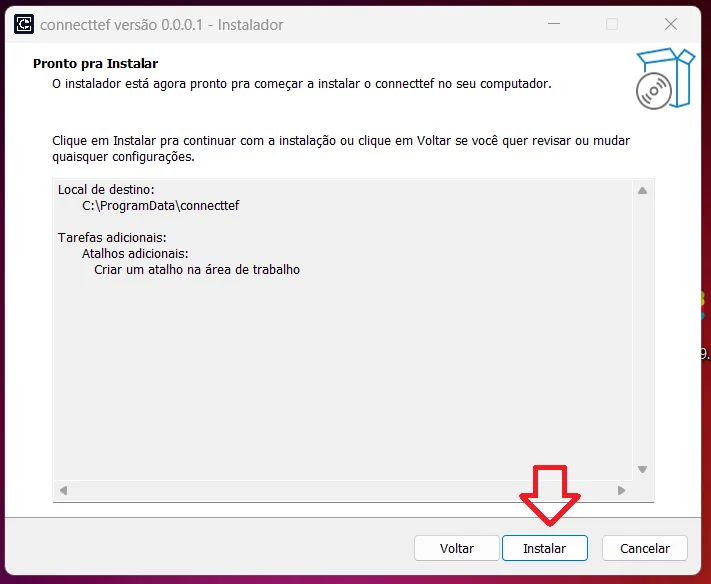 connecttef versão 0.0.0.1 - Instalador
Pronto pra Instalar
O instalador está agora pronto pra começar a instalar o connecttef no seu computador.
Clique em Instalar pra continuar com a instalação ou clique em Voltar se você quer revisar ou mudar
quaisquer configurações.
Local de destino:
C:\ProgramData\connecttef
Tarefas adicionais:
Atalhos adicionais:
Criar um atalho na área de trabalho
9.
Voltar
Instalar
Cancelar